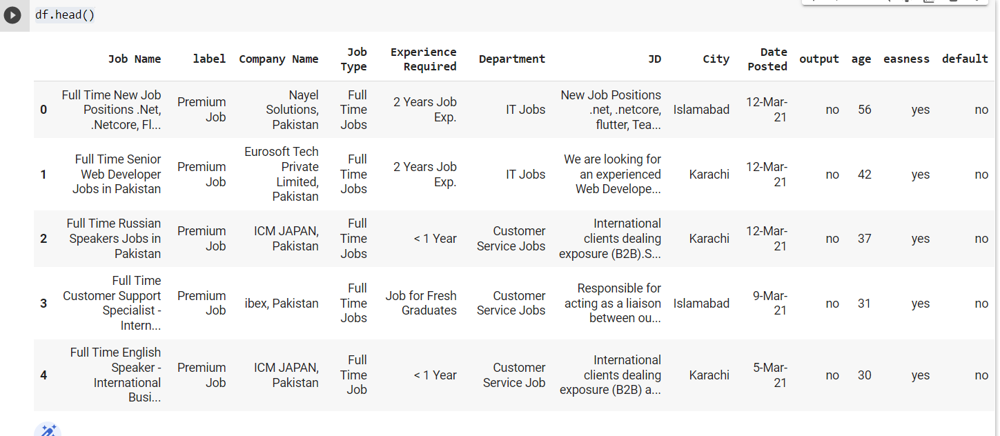 df.head()
Job Name label Company Name Job Type Experience Required Department JD City Date Posted output age easness default
0 Full Time New Job Positions .Net, .Netcore, Fl... Premium Job Nayel Solutions, Pakistan Full Time Jobs 2 Years Job Exp. IT Jobs New Job Positions .net, .netcore, flutter, Tea... Islamabad 12-Mar-21 no 56 yes no
1 Full Time Senior Web Developer Jobs in Pakistan Premium Job Eurosoft Tech Private Limited, Pakistan Full Time Jobs 2 Years Job Exp. IT Jobs We are looking for an experienced Web Develope... Karachi 12-Mar-21 no 42 yes no
2 Full Time Russian Speakers Jobs in Pakistan Premium Job ICM JAPAN, Pakistan Full Time Jobs < 1 Year Customer Service Jobs International clients dealing exposure (B2B).S... Karachi 12-Mar-21 no 37 yes no
3 Full Time Customer Support Specialist - Intern... Premium Job ibex, Pakistan Full Time Jobs Job for Fresh Graduates Customer Service Jobs Responsible for acting as a liaison between ou... Islamabad 9-Mar-21 no 31 yes no
4 Full Time English Speaker - International Busi... Premium Job ICM JAPAN, Pakistan Full Time Job < 1 Year Customer Service Job International clients dealing exposure (B2B) a... Karachi 5-Mar-21 no 30 yes no